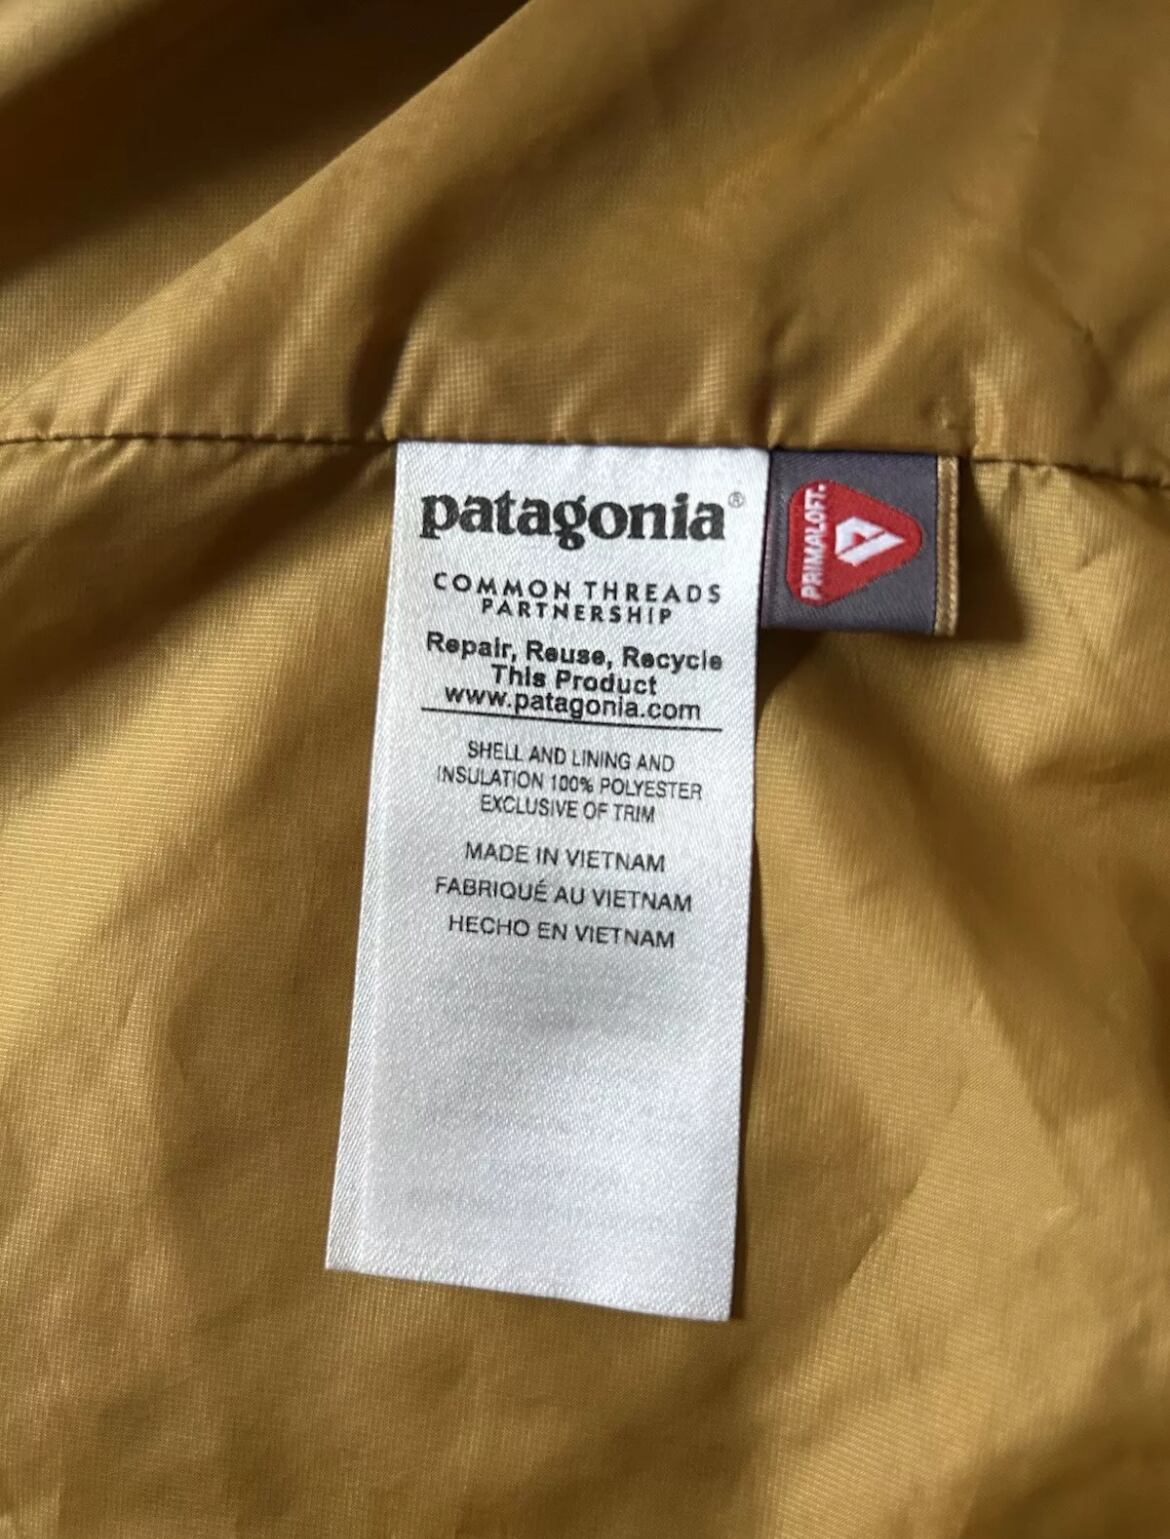 patagonia®
COMMON THREADS
PARTNERSHIP
Repair, Reuse, Recycle
This Product
www.patagonia.com
SHELL AND LINING AND
INSULATION 100% POLYESTER
EXCLUSIVE OF TRIM
MADE IN VIETNAM
FABRIQUÉ AU VIETNAM
HECHO EN VIETNAM
PRIMALOFT.